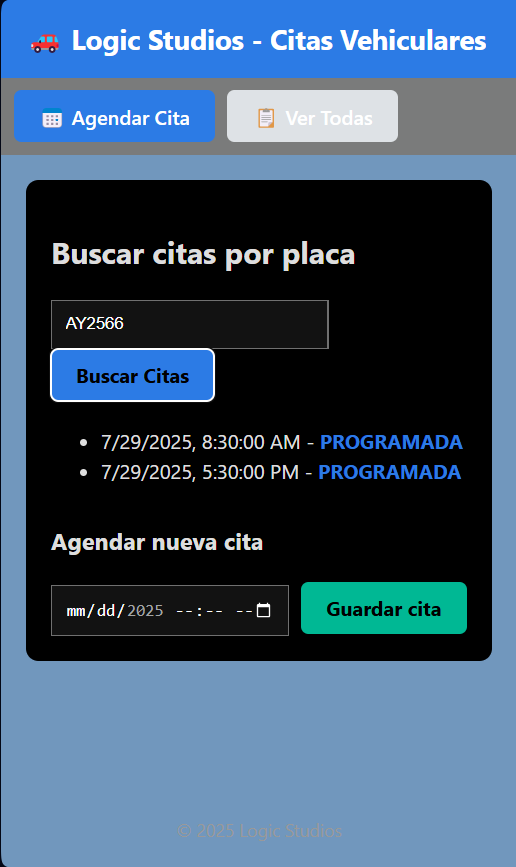 Logic Studios - Citas Vehiculares
Agendar Cita
Ver Todas
Buscar citas por placa
AY2566
Buscar Citas
7/29/2025, 8:30:00 AM - PROGRAMADA
7/29/2025, 5:30:00 PM - PROGRAMADA
Agendar nueva cita
mm/dd/2025 --:-- --
Guardar cita
© 2025 Logic Studios